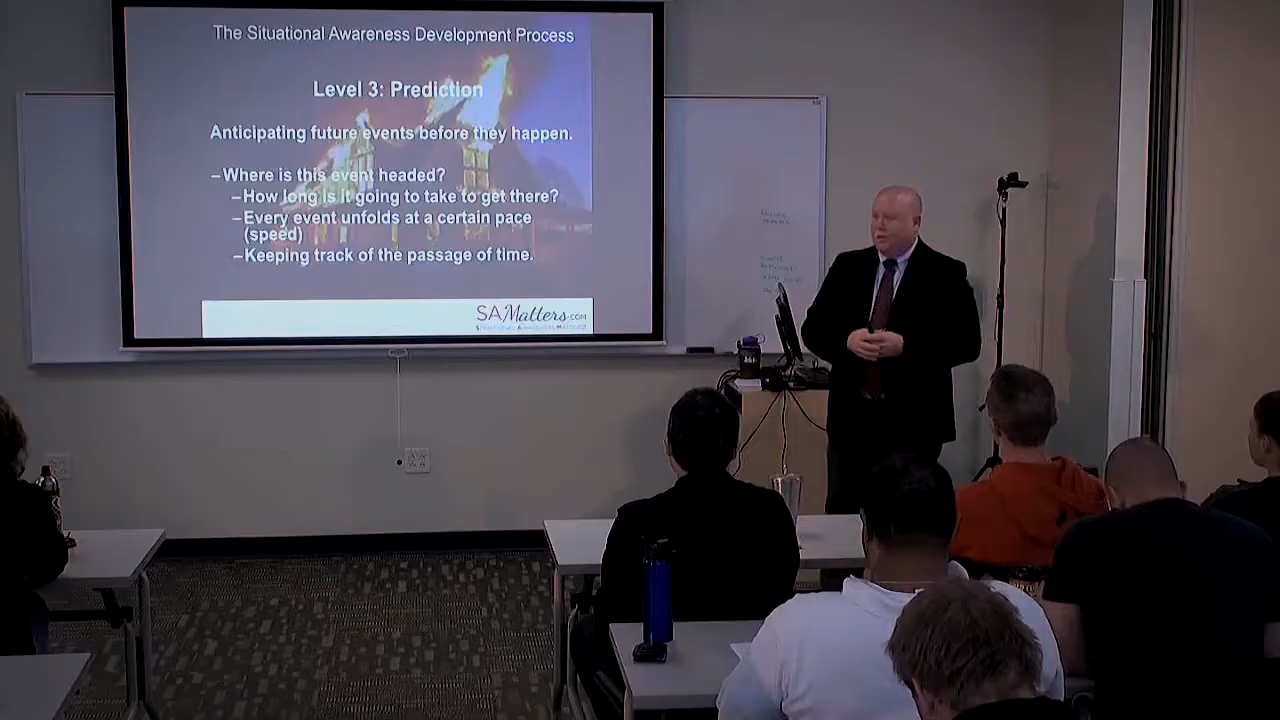 The Situational Awareness Development Process
Level 3: Prediction
Anticipating future events before they happen.
–Where is this event headed?
–How long is it going to take to get there?
–Every event unfolds at a certain pace
(speed)
–Keeping track of the passage of time.
SAMatters.COM